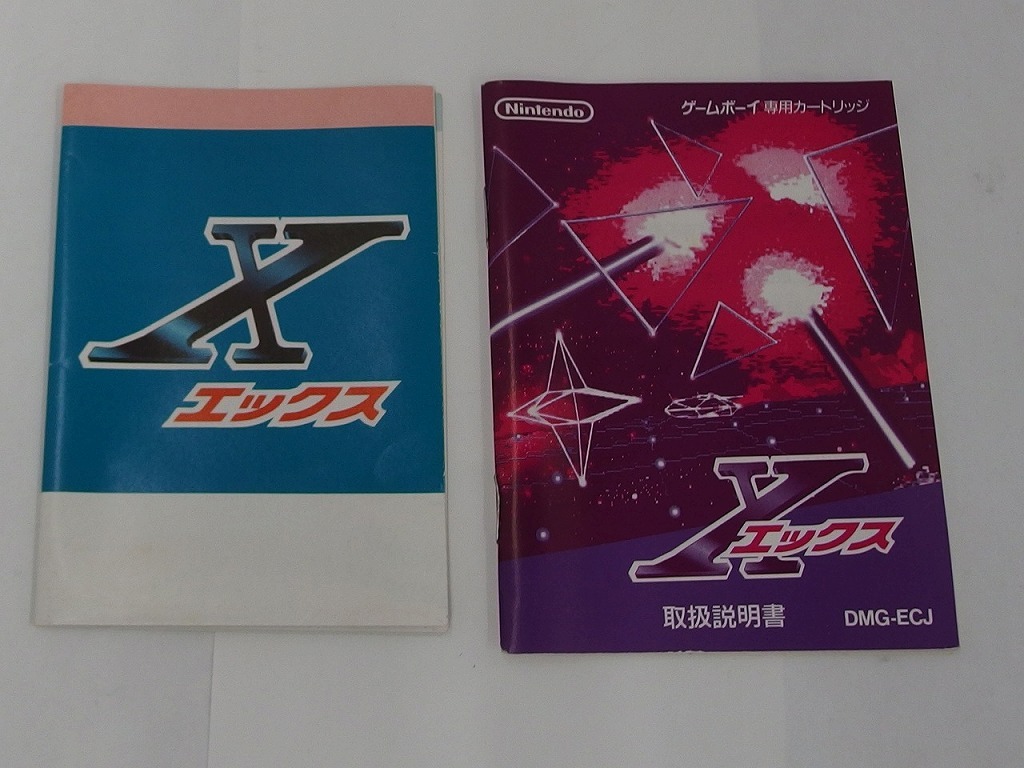 X
エックス
Nintendo
ゲームボーイ専用カートリッジ
X
エックス
取扱説明書
DMG-ECJ